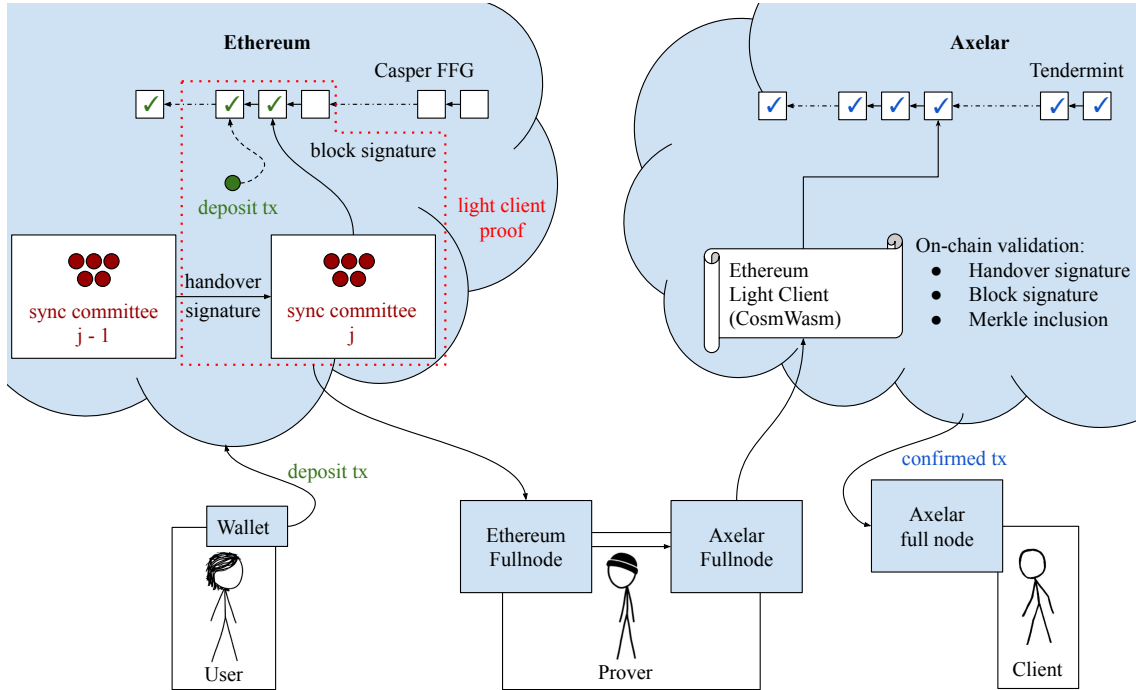 Ethereum
Casper FFG
block signature
deposit tx
light client
proof
sync committee
j - 1
handover
signature
sync committee
j
Axelar
Tendermint
Ethereum
Light Client
(CosmWasm)
On-chain validation:
● Handover signature
● Block signature
● Merkle inclusion
deposit tx
confirmed tx
Wallet
User
Ethereum
Fullnode
Axelar
Fullnode
Prover
Axelar
full node
Client